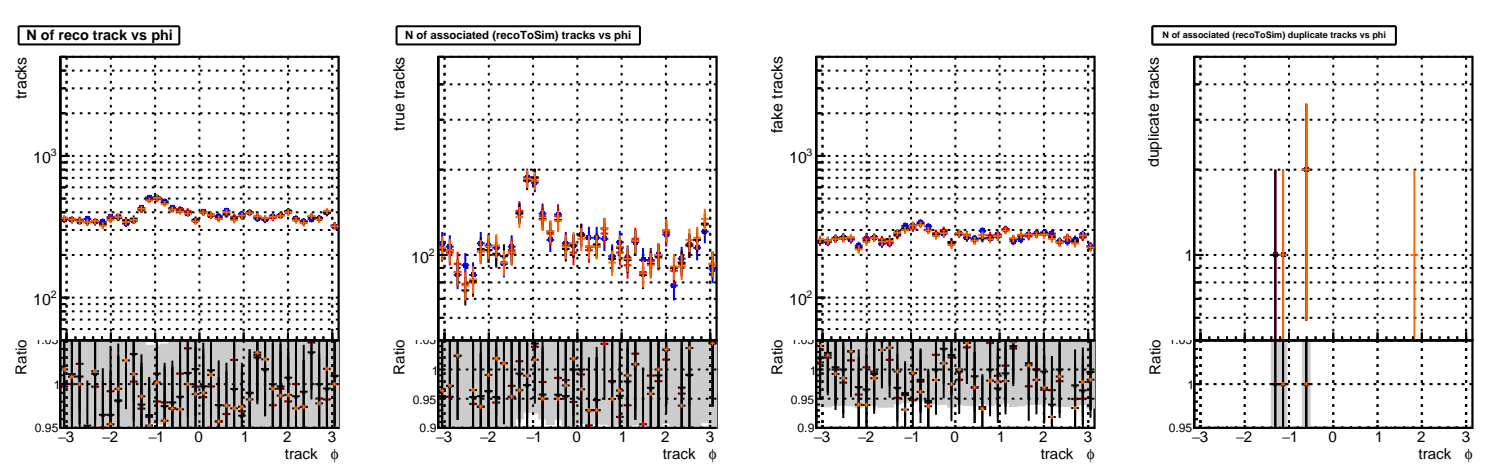 N of reco track vs phi
tracks
10³
10²
Ratio
1
0.95
−3 −2 −1 0 1 2 3
track ϕ
N of associated (recoToSim) tracks vs phi
true tracks
10²
Ratio
1
0.95
0.9
−3 −2 −1 0 1 2 3
track ϕ
fake tracks
10³
10²
Ratio
1
0.95
0.9
−3 −2 −1 0 1 2 3
track ϕ
N of associated (recoToSim) duplicate tracks vs phi
duplicate tracks
1
Ratio
1
0.95
−3 −2 −1 0 1 2 3
track ϕ